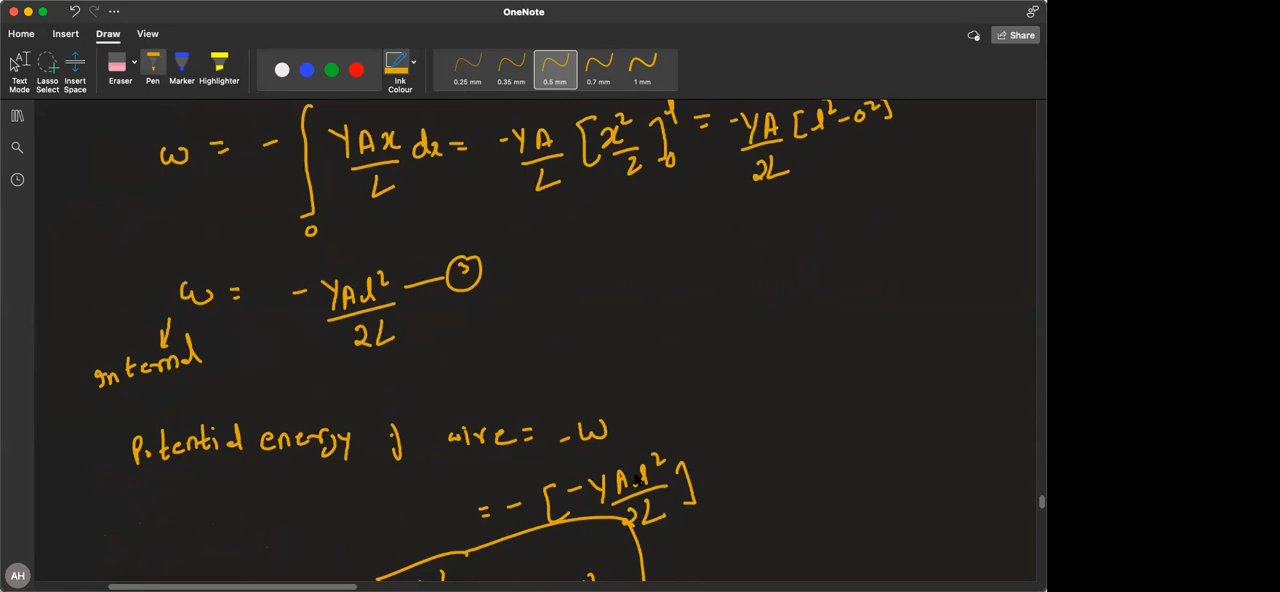 OneNote
Home Insert Draw View
Share
Text Mode Lasso Select Insert Space Eraser Pen Marker Highlighter Ink Colour 0.25 mm 0.35 mm 0.5 mm 0.7 mm 1 mm
w = - ∫₀ YAx/L dx = -YA/L [x²/2]₀^l = -YA/2L [l² - 0²]
w = - YAl²/2L — ③
Internal
Potential energy of wire = -W
= - [-YAl²/2L]
AH